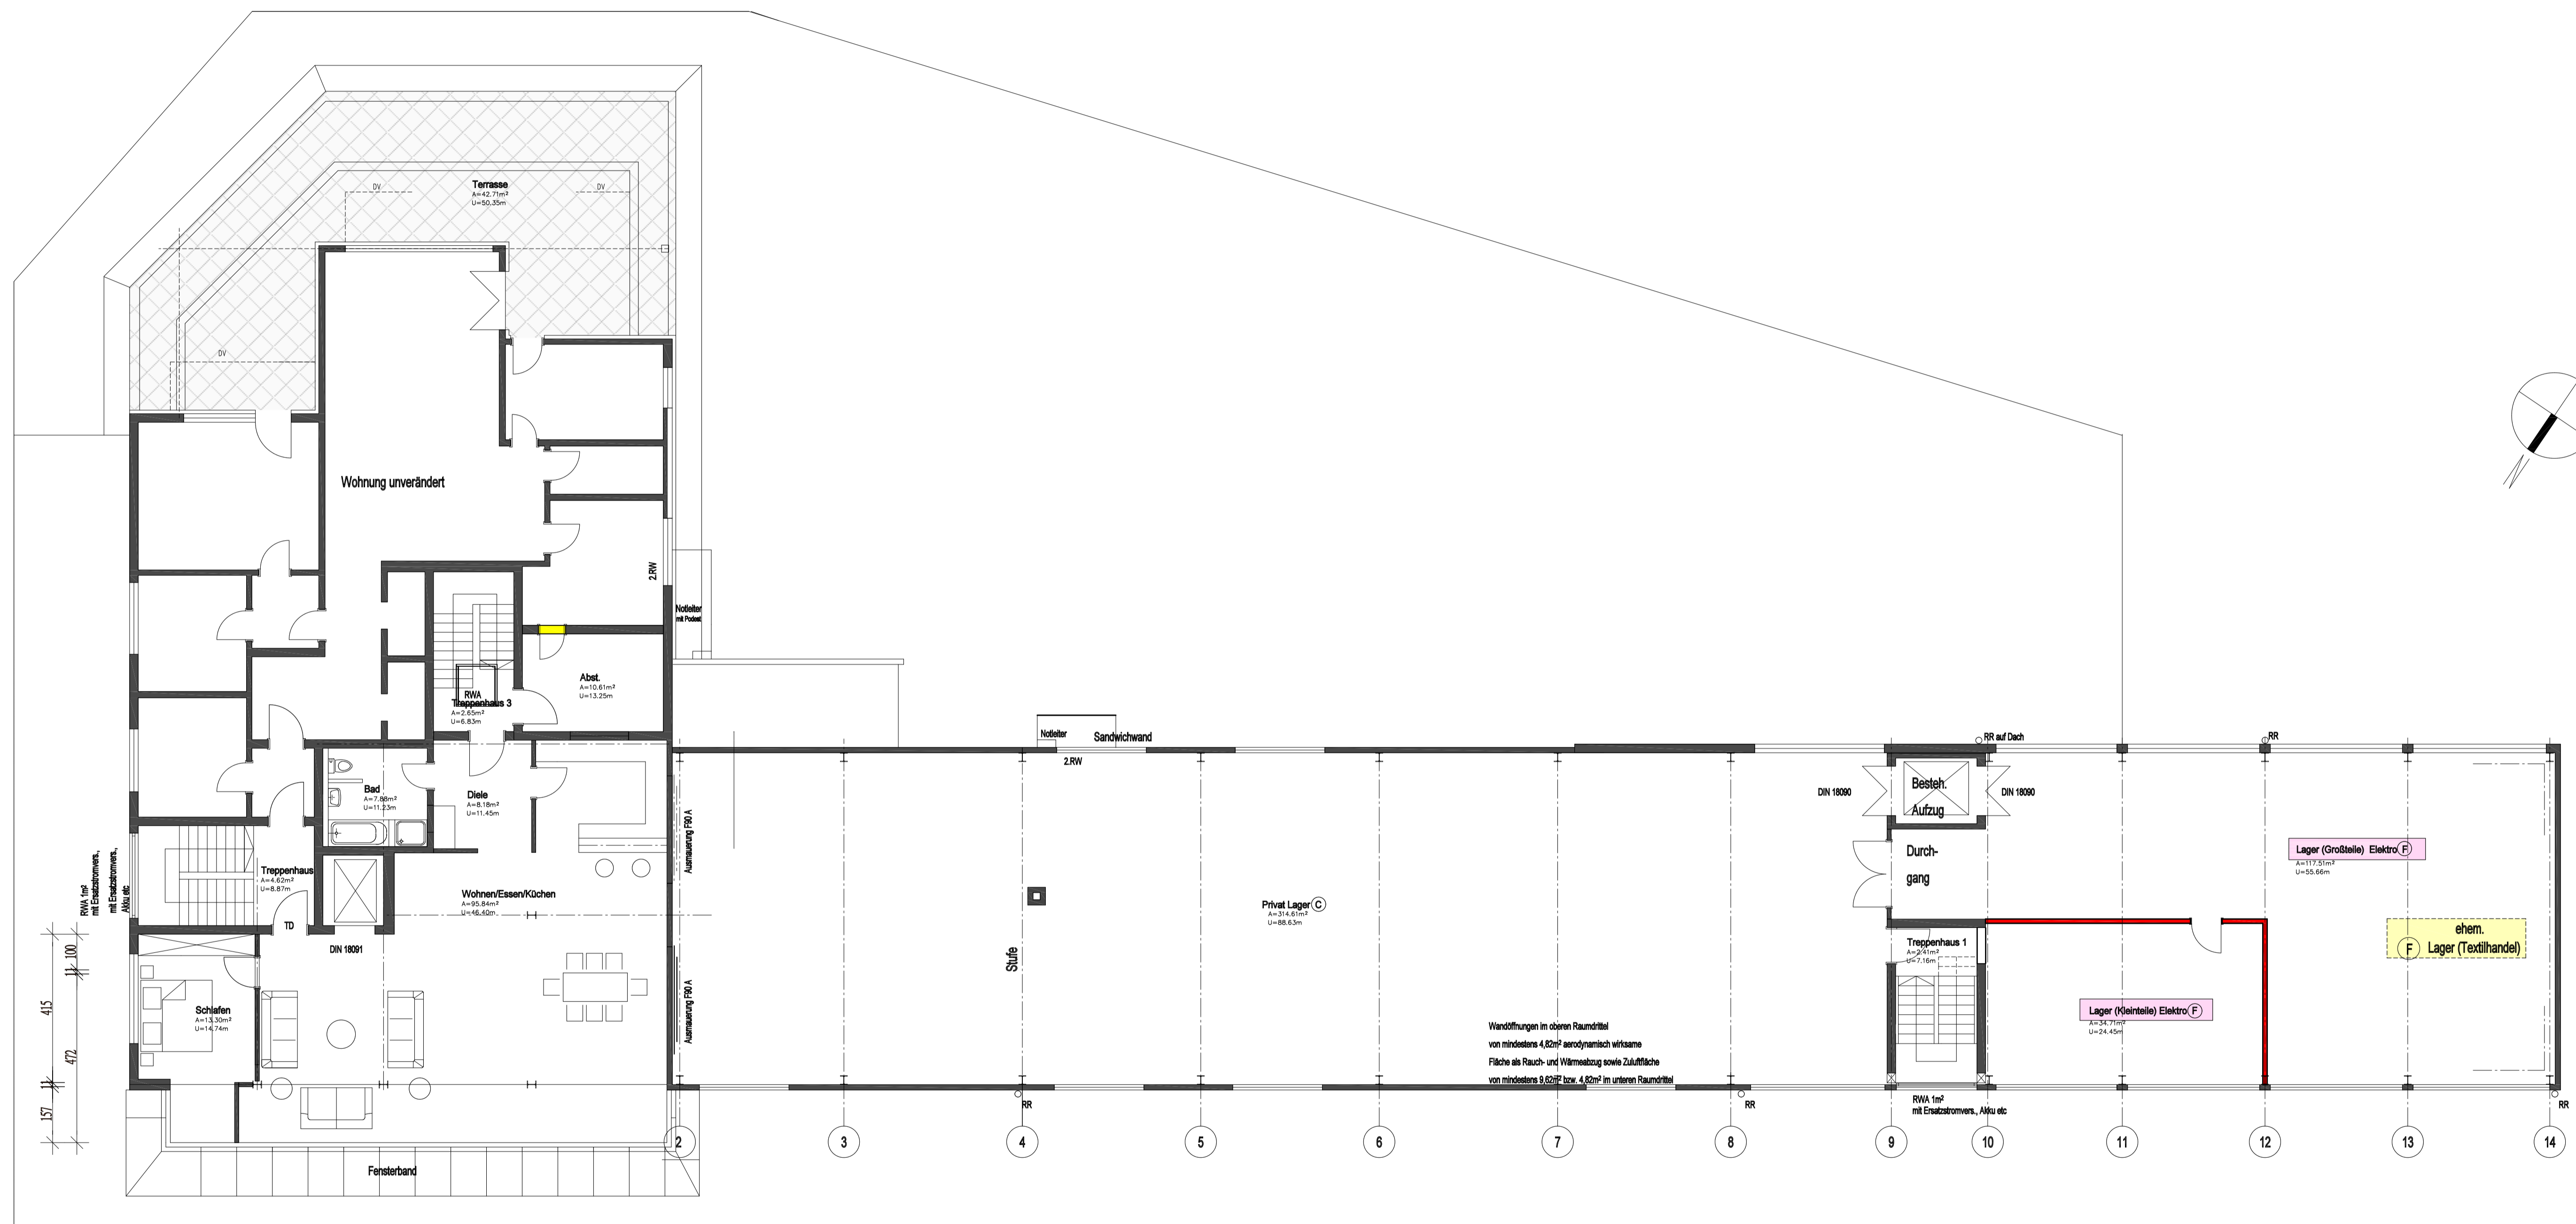 DV
Terrasse
A=42.71m²
U=50.35m
DV
DV
Wohnung unverändert
2.RW
Notleiter
mit Podest
Abst.
A=10.61m²
U=13.25m
RWA
Treppenhaus 3
A=2.65m²
U=6.83m
Bad
A=7.88m²
U=11.23m
Diele
A=8.18m²
U=11.45m
Treppenhaus
A=4.62m²
U=8.87m
TD
DIN 18091
Wohnen/Essen/Küchen
A=95.84m²
U=46.40m
Schlafen
A=13.30m²
U=14.74m
RWA 1m²
mit Ersatzstromvers.,
mit Ersatzstromvers.,
Akku etc
100
11
415
472
11
157
Fensterband
Ausmauerung F90 A
Ausmauerung F90 A
Notleiter
Sandwichwand
2.RW
Stufe
Privat Lager C
A=314.61m²
U=88.63m
Wandöffnungen im oberen Raumdrittel
von mindestens 4,82m² aerodynamisch wirksame
Fläche als Rauch- und Wärmeabzug sowie Zuluftfläche
von mindestens 9,62m² bzw. 4,82m² im unteren Raumdrittel
RR
RR
DIN 18090
Besteh.
Aufzug
DIN 18090
RR auf Dach
RR
Durch-
gang
Treppenhaus 1
A=2.41m²
U=7.16m
RWA 1m²
mit Ersatzstromvers., Akku etc
Lager (Großteile) Elektro F
A=117.51m²
U=55.66m
ehem.
F Lager (Textilhandel)
Lager (Kleinteile) Elektro F
A=34.71m²
U=24.45m
RR
2 3 4 5 6 7 8 9 10 11 12 13 14